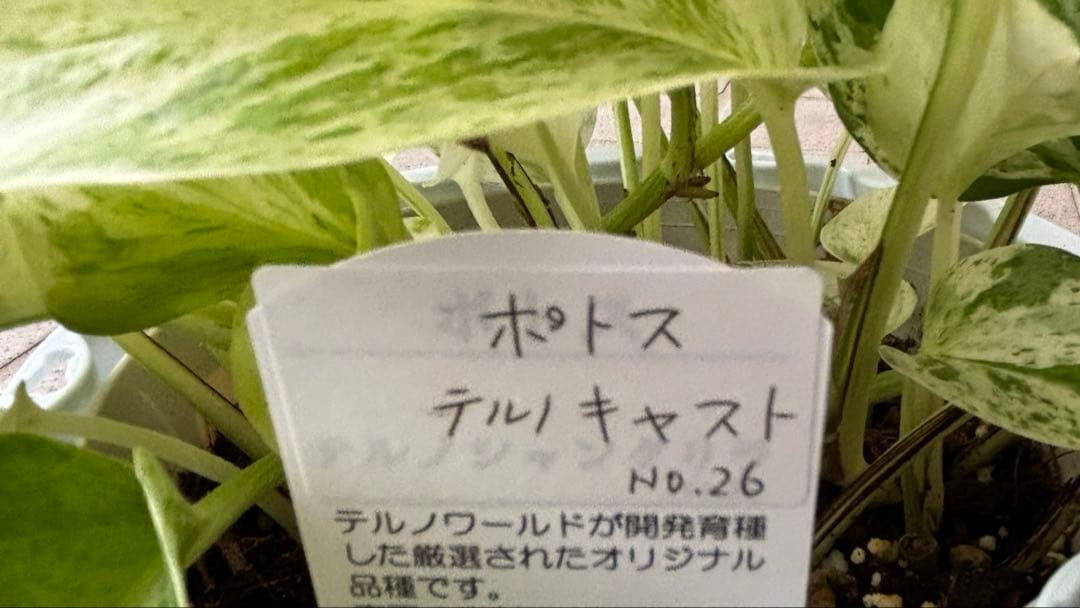 ポトス
テルノ キャスト
No.26
テルノワールドが開発育種
した厳選されたオリジナル
品種です。